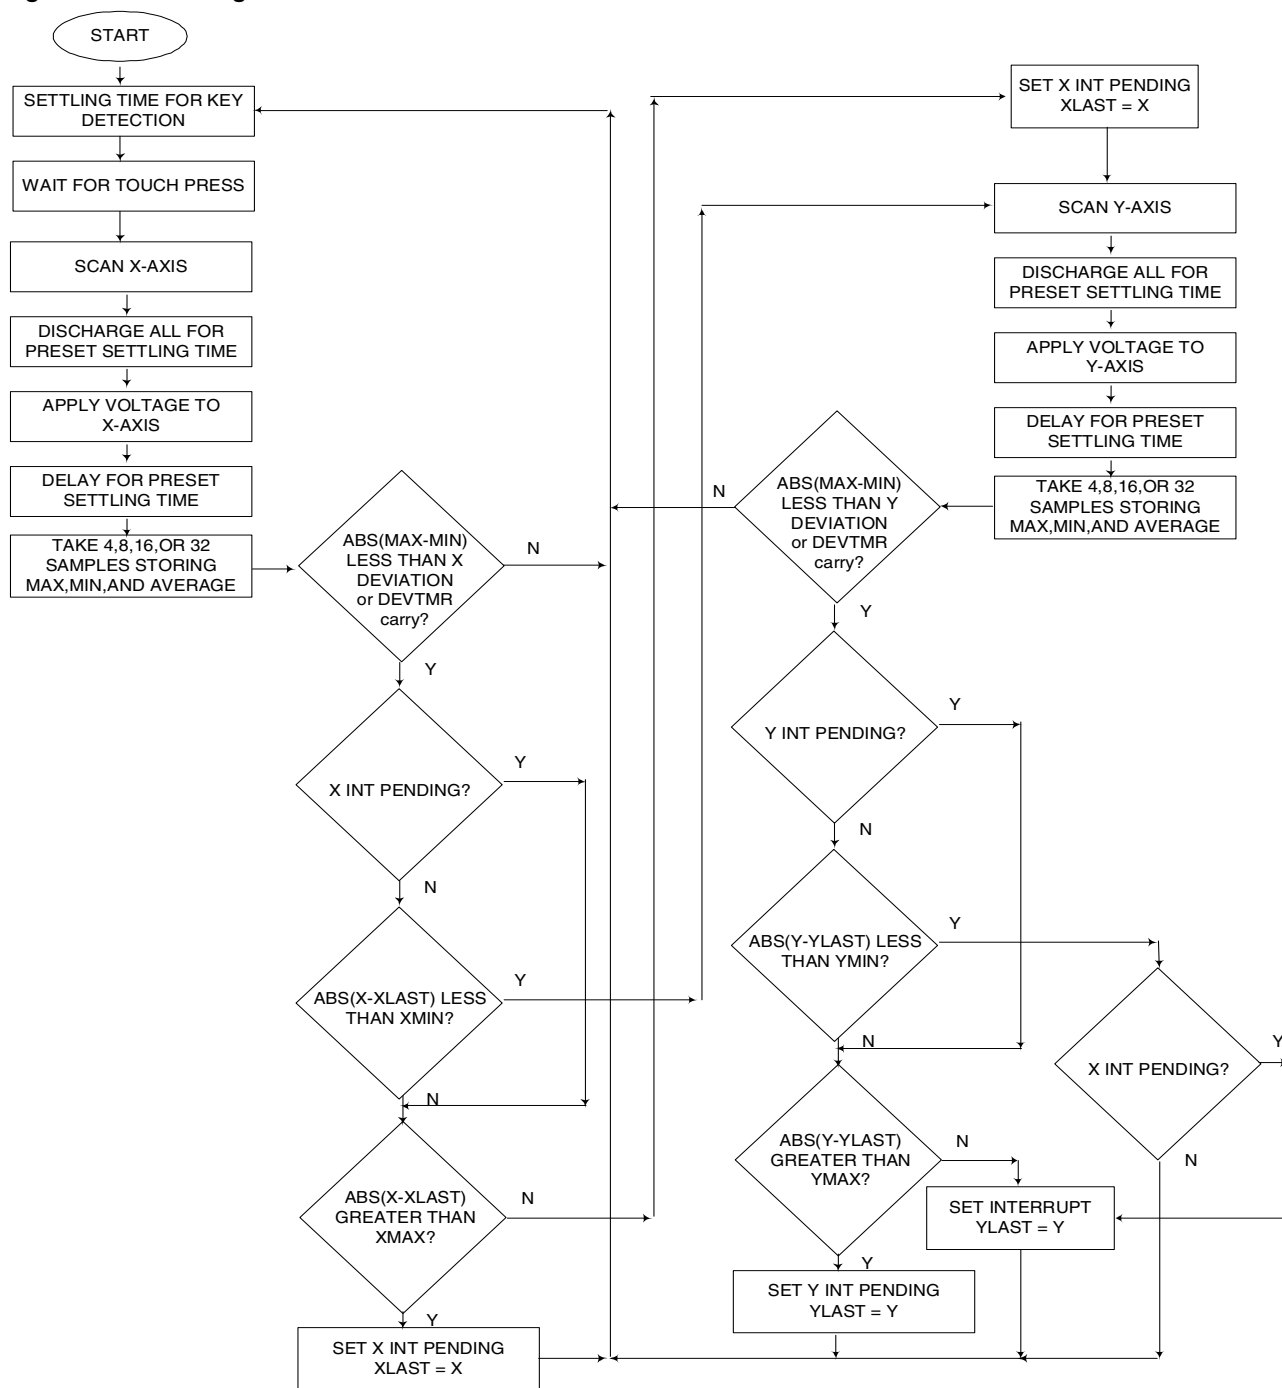 START
SETTLING TIME FOR KEY
DETECTION
WAIT FOR TOUCH PRESS
SCAN X-AXIS
DISCHARGE ALL FOR
PRESET SETTLING TIME
APPLY VOLTAGE TO
X-AXIS
DELAY FOR PRESET
SETTLING TIME
TAKE 4,8,16,OR 32
SAMPLES STORING
MAX,MIN,AND AVERAGE
ABS(MAX-MIN)
LESS THAN X
DEVIATION
or DEVTMR
carry?
N
Y
X INT PENDING?
Y
N
ABS(X-XLAST) LESS
THAN XMIN?
Y
N
ABS(X-XLAST)
GREATER THAN
XMAX?
N
Y
SET X INT PENDING
XLAST = X
SET X INT PENDING
XLAST = X
SCAN Y-AXIS
DISCHARGE ALL FOR
PRESET SETTLING TIME
APPLY VOLTAGE TO
Y-AXIS
DELAY FOR PRESET
SETTLING TIME
TAKE 4,8,16,OR 32
SAMPLES STORING
MAX,MIN,AND AVERAGE
ABS(MAX-MIN)
LESS THAN Y
DEVIATION
or DEVTMR
carry?
N
Y
Y INT PENDING?
Y
N
ABS(Y-YLAST) LESS
THAN YMIN?
Y
N
X INT PENDING?
Y
N
ABS(Y-YLAST)
GREATER THAN
YMAX?
N
Y
SET INTERRUPT
YLAST = Y
SET Y INT PENDING
YLAST = Y